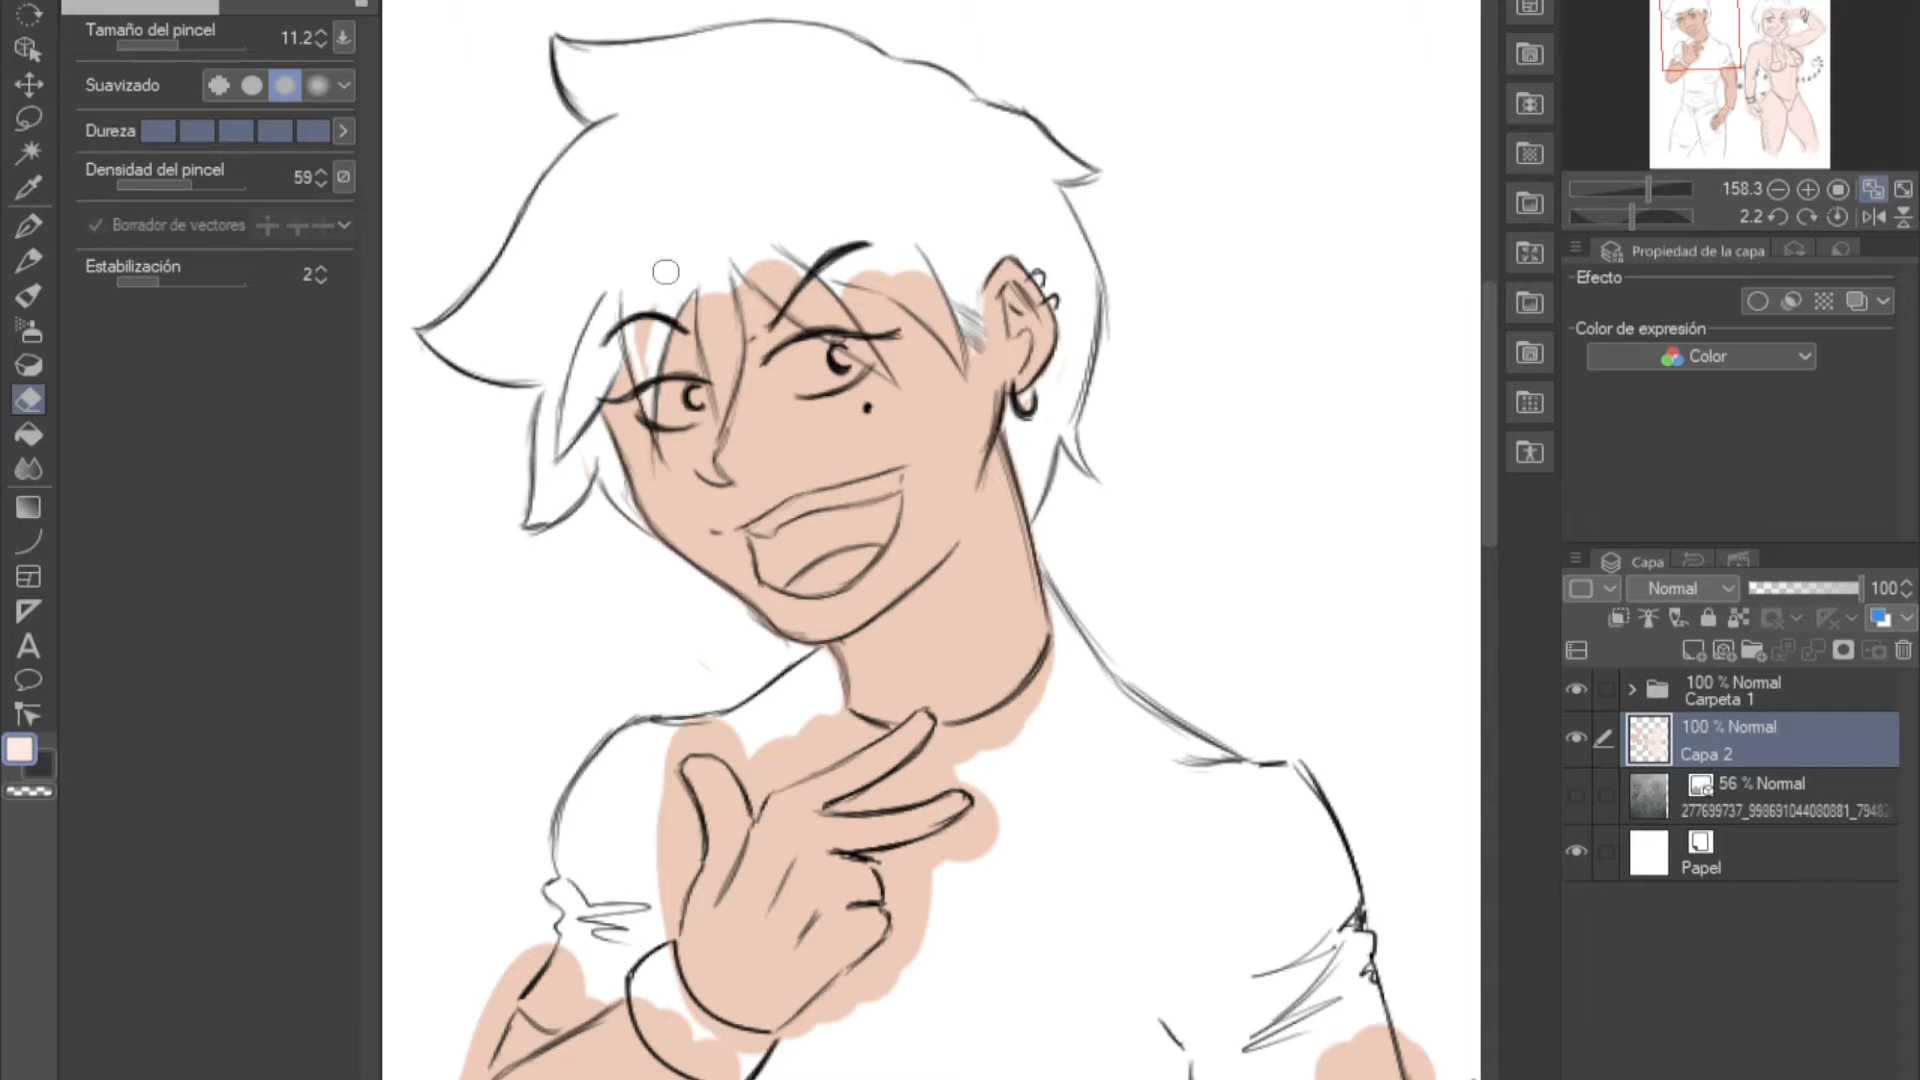 Tamaño del pincel 11.2
Suavizado
Dureza
Densidad del pincel 59
Borrador de vectores
Estabilización 2
158.3
2.2
Propiedad de la capa
Efecto
Color de expresión
Color
Capa
Normal 100
100 % Normal
Carpeta 1
100 % Normal
Capa 2
56 % Normal
277699737_998691044080881_79482
Papel